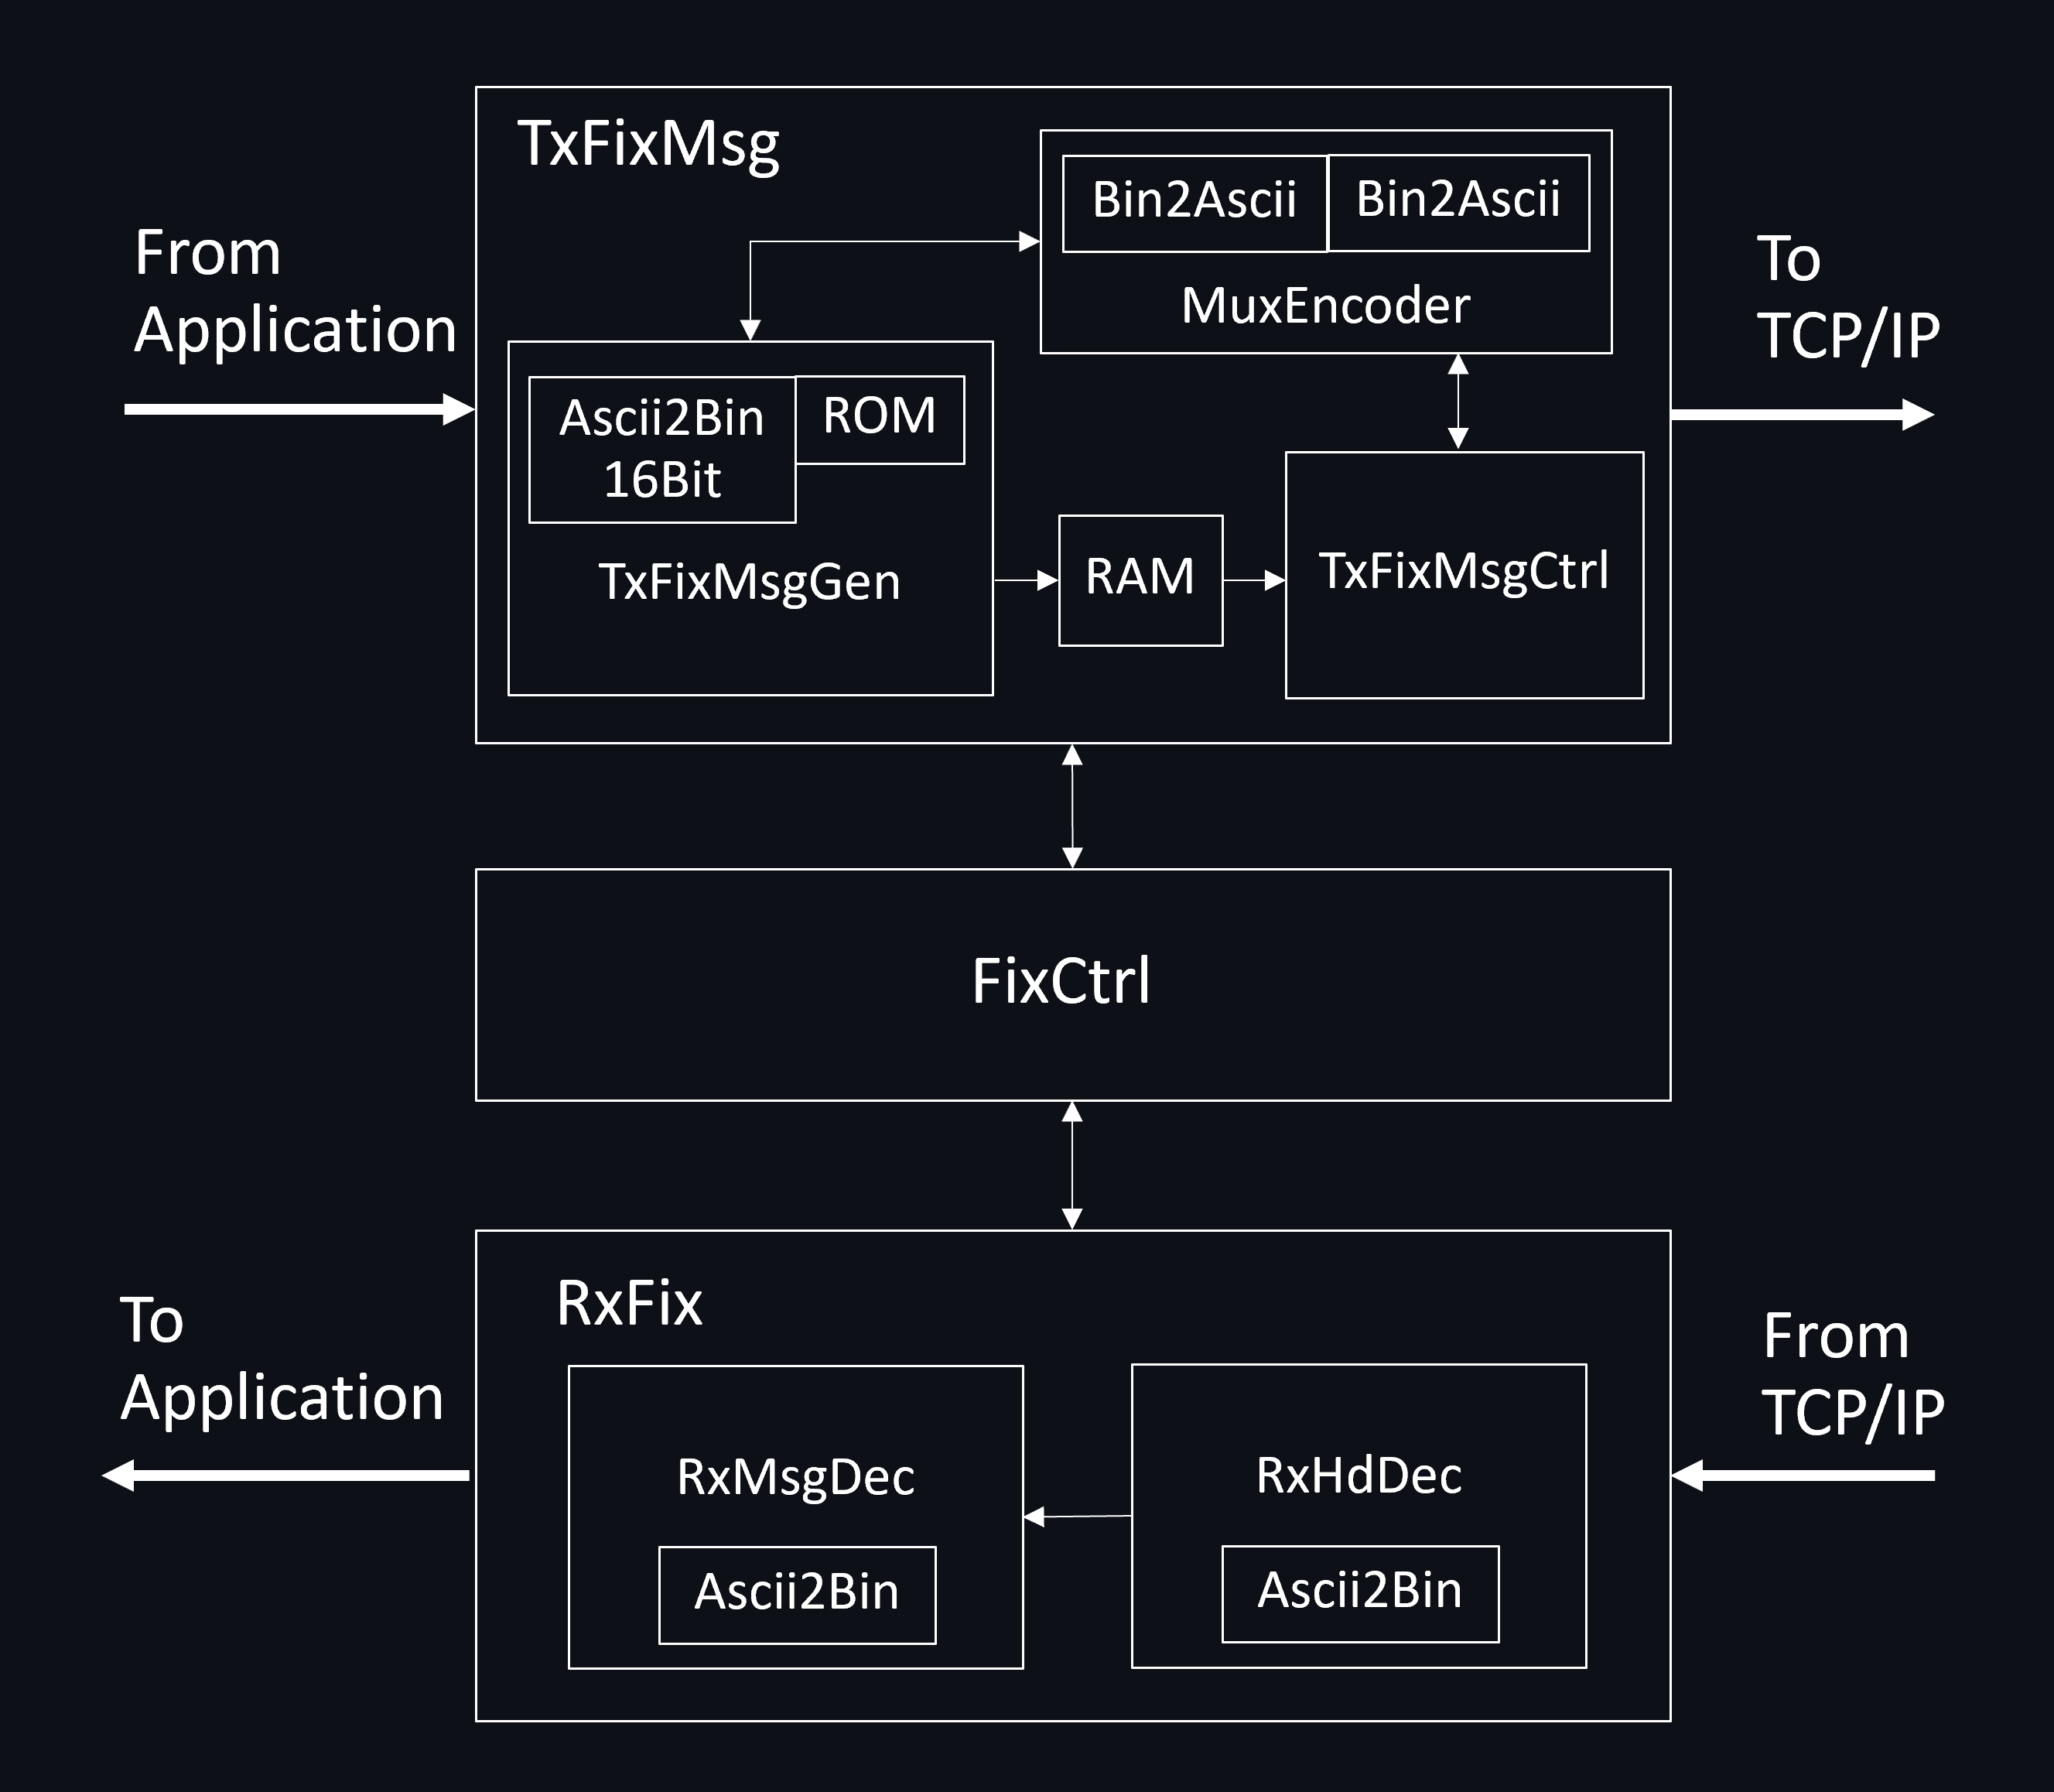 TxFixMsg
Bin2Ascii
Bin2Ascii
MuxEncoder
From
Application
To
TCP/IP
Ascii2Bin
16Bit
ROM
TxFixMsgGen
RAM
TxFixMsgCtrl
FixCtrl
RxFix
To
Application
From
TCP/IP
RxMsgDec
Ascii2Bin
RxHdDec
Ascii2Bin